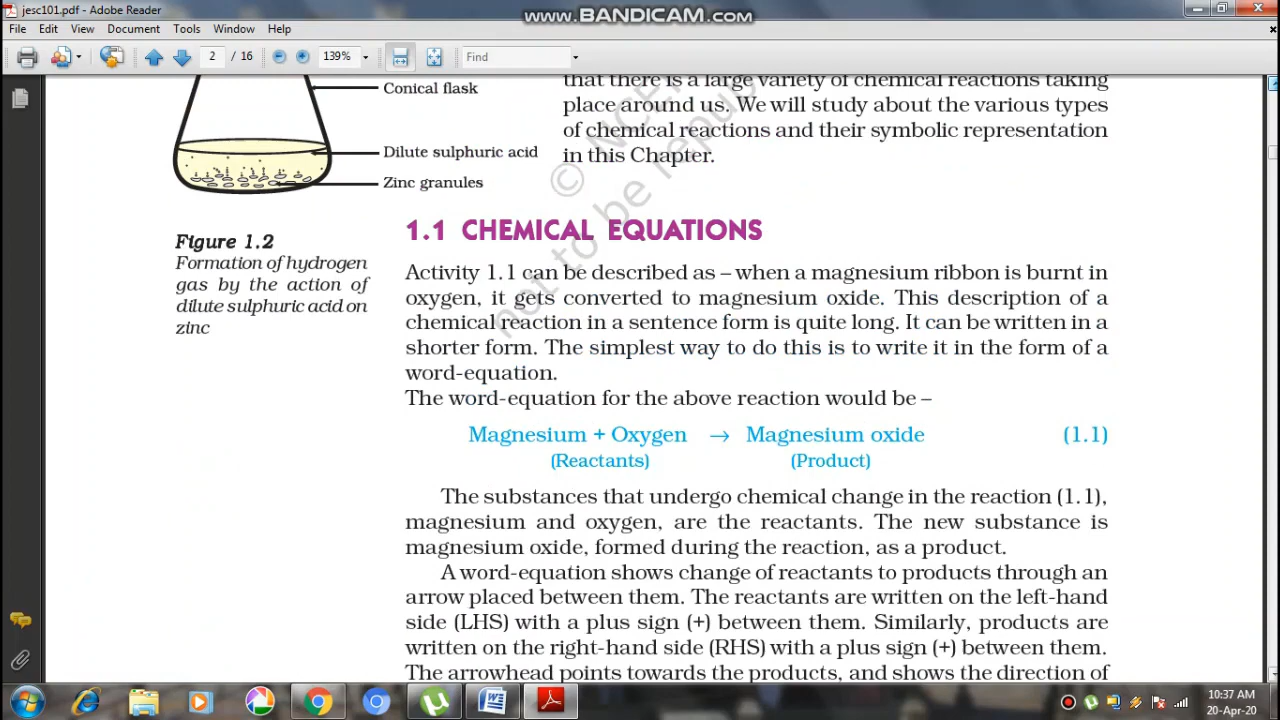 jesc101.pdf - Adobe Reader
www.BANDICAM.com
File Edit View Document Tools Window Help
2 / 16 139% Find
Conical flask
Dilute sulphuric acid
Zinc granules
Figure 1.2
Formation of hydrogen
gas by the action of
dilute sulphuric acid on
zinc
that there is a large variety of chemical reactions taking
place around us. We will study about the various types
of chemical reactions and their symbolic representation
in this Chapter.
1.1 CHEMICAL EQUATIONS
Activity 1.1 can be described as – when a magnesium ribbon is burnt in
oxygen, it gets converted to magnesium oxide. This description of a
chemical reaction in a sentence form is quite long. It can be written in a
shorter form. The simplest way to do this is to write it in the form of a
word-equation.
The word-equation for the above reaction would be –
Magnesium + Oxygen → Magnesium oxide (1.1)
(Reactants) (Product)
The substances that undergo chemical change in the reaction (1.1),
magnesium and oxygen, are the reactants. The new substance is
magnesium oxide, formed during the reaction, as a product.
A word-equation shows change of reactants to products through an
arrow placed between them. The reactants are written on the left-hand
side (LHS) with a plus sign (+) between them. Similarly, products are
written on the right-hand side (RHS) with a plus sign (+) between them.
The arrowhead points towards the products, and shows the direction of
© NCE
not to be repub
10:37 AM
20-Apr-20